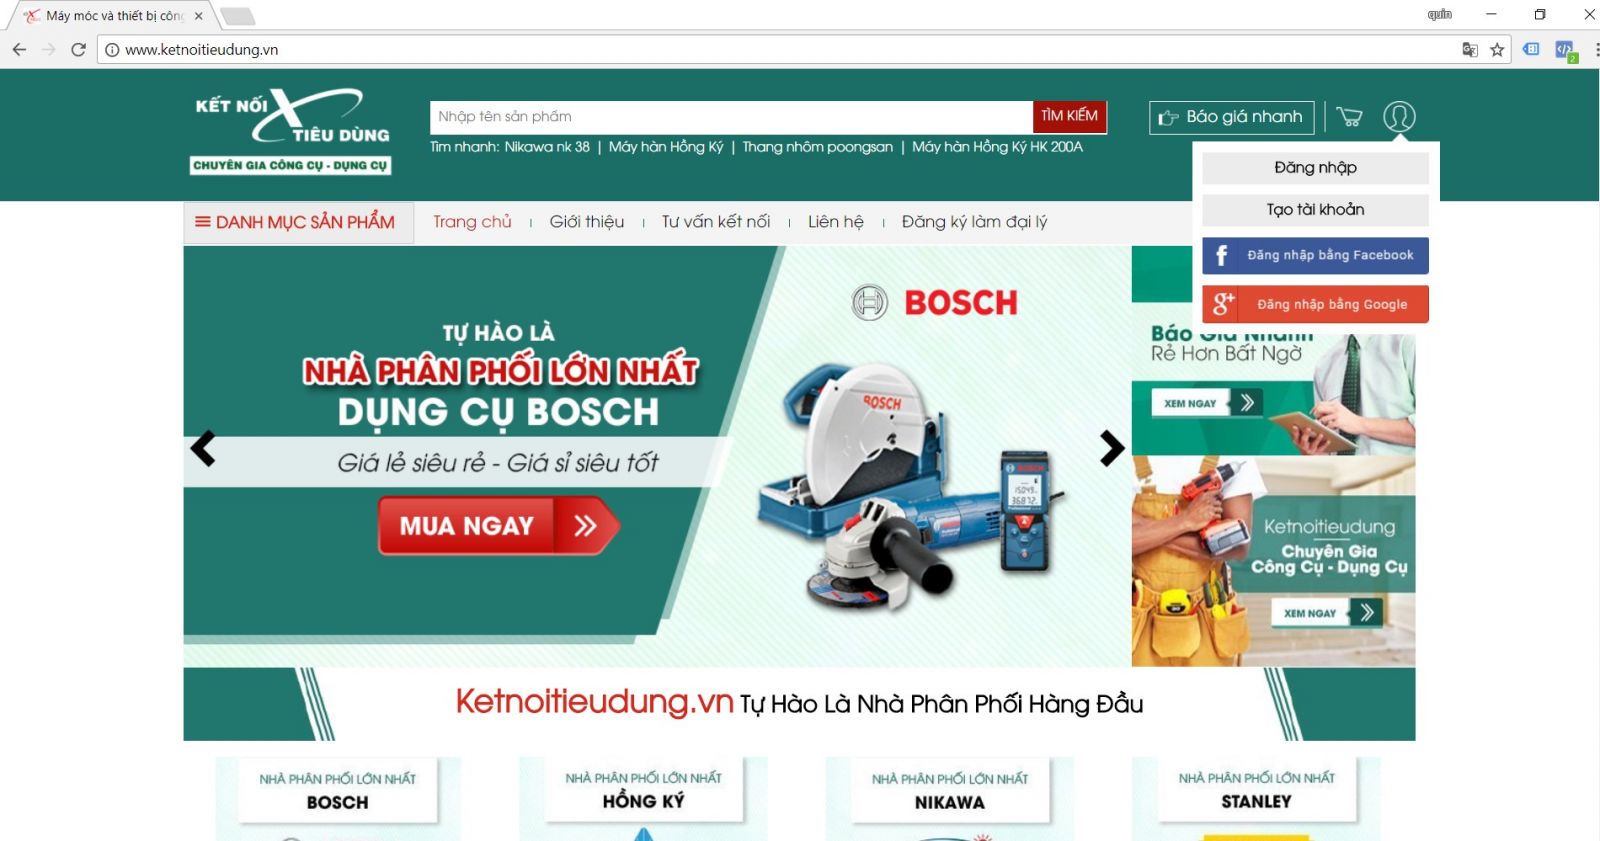 Máy móc và thiết bị công
quin
www.ketnoitieudung.vn
2
KẾT NỐI
TIÊU DÙNG
CHUYÊN GIA CÔNG CỤ - DỤNG CỤ
Nhập tên sản phẩm
TÌM KIẾM
Tìm nhanh: Nikawa nk 38 | Máy hàn Hồng Ký | Thang nhôm poongsan | Máy hàn Hồng Ký HK 200A
Báo giá nhanh
Đăng nhập
Tạo tài khoản
f Đăng nhập bằng Facebook
g+ Đăng nhập bằng Google
DANH MỤC SẢN PHẨM
Trang chủ
Giới thiệu
Tư vấn kết nối
Liên hệ
Đăng ký làm đại lý
BOSCH
TỰ HÀO LÀ
NHÀ PHÂN PHỐI LỚN NHẤT
DỤNG CỤ BOSCH
Giá lẻ siêu rẻ - Giá sỉ siêu tốt
MUA NGAY
BOSCH
BOSCH
Báo Giá Nhanh
Rẻ Hơn Bất Ngờ
XEM NGAY
Ketnoitieudung
Chuyên Gia
Công Cụ - Dụng Cụ
XEM NGAY
Ketnoitieudung.vn Tự Hào Là Nhà Phân Phối Hàng Đầu
NHÀ PHÂN PHỐI LỚN NHẤT
BOSCH
NHÀ PHÂN PHỐI LỚN NHẤT
HỒNG KÝ
NHÀ PHÂN PHỐI LỚN NHẤT
NIKAWA
NHÀ PHÂN PHỐI LỚN NHẤT
STANLEY